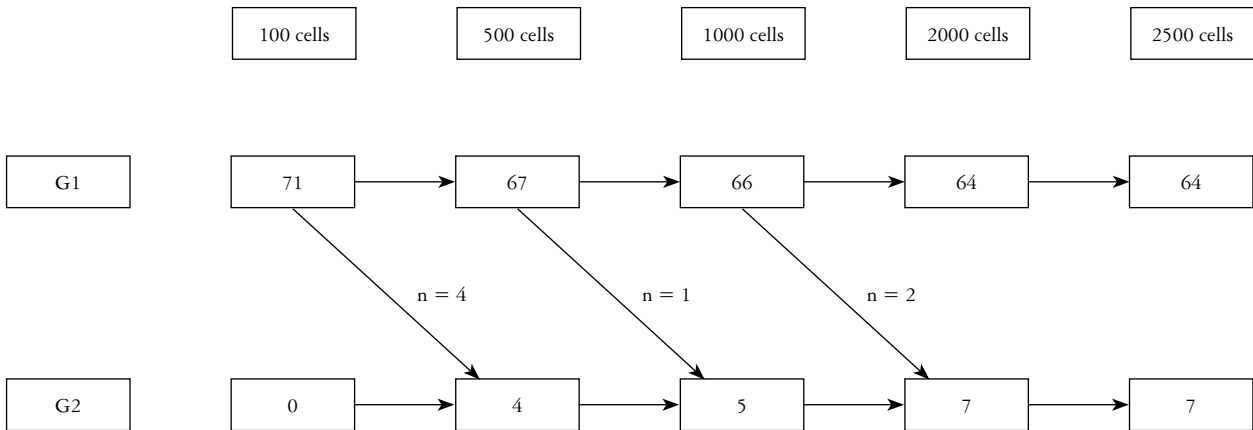 100 cells 500 cells 1000 cells 2000 cells 2500 cells
G1 71 67 66 64 64
n = 4 n = 1 n = 2
G2 0 4 5 7 7